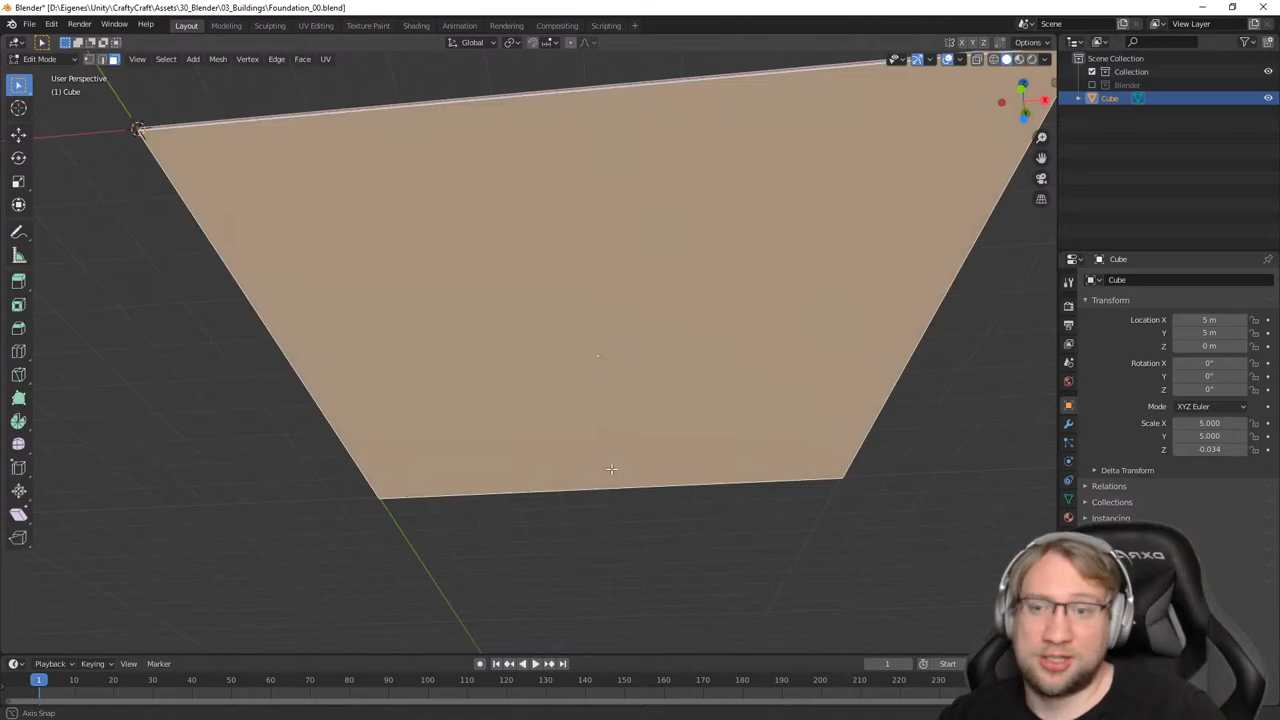 Blender* [D:\Eigenes\Unity\CraftyCraft\Assets\30_Blender\03_Buildings\Foundation_00.blend]
File Edit Render Window Help Layout Modeling Sculpting UV Editing Texture Paint Shading Animation Rendering Compositing Scripting Scene View Layer
Global X Y Z Options
Edit Mode View Select Add Mesh Vertex Edge Face UV
User Perspective
(1) Cube
Scene Collection
Collection
Blender
Cube
Cube
Cube
Transform
Location X 5 m
Y 5 m
Z 0 m
Rotation X 0°
Y 0°
Z 0°
Mode XYZ Euler
Scale X 5.000
Y 5.000
Z -0.034
Delta Transform
Relations
Collections
Instancing
DXR
Playback Keying View Marker 1 Start
1 10 20 30 40 50 60 70 80 90 100 110 120 130 140 150 160 170 180 190 200 210 220 230
Axis Snap